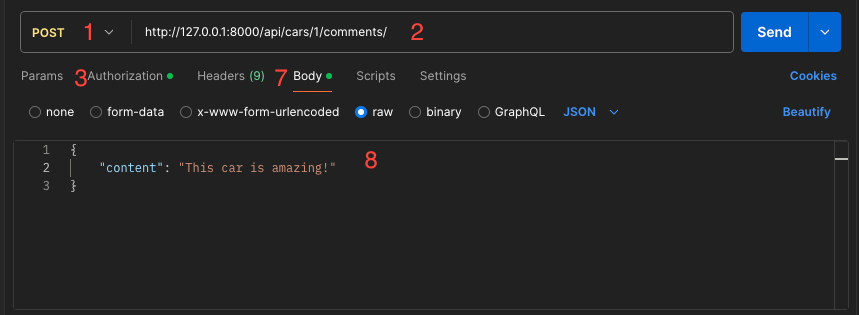 POST 1 http://127.0.0.1:8000/api/cars/1/comments/ 2 Send
Params 3 Authorization Headers (9) 7 Body Scripts Settings Cookies
none form-data x-www-form-urlencoded raw binary GraphQL JSON Beautify
1 {
2 "content": "This car is amazing!" 8
3 }